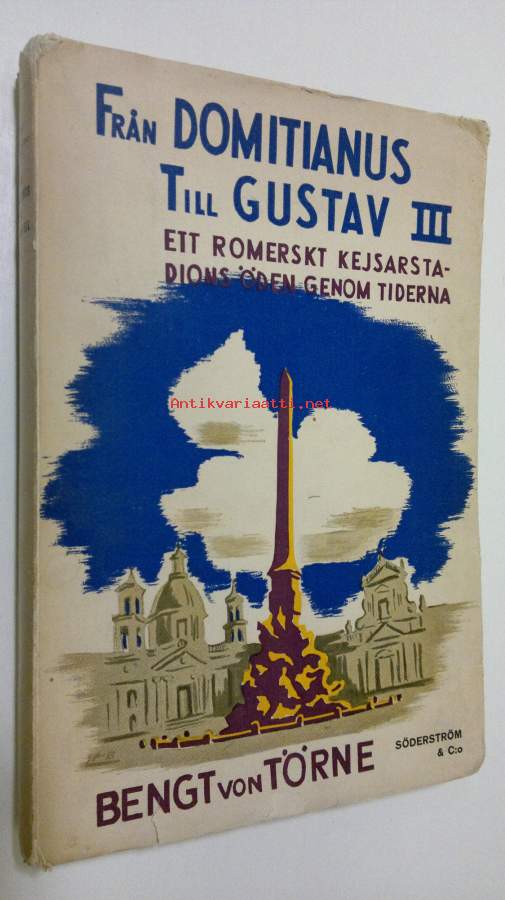 FRÅN DOMITIANUS
TILL GUSTAV III
ETT ROMERSKT KEJSARSTA-
DIONS ÖDEN GENOM TIDERNA
Antikvariaatti.net
SÖDERSTRÖM
& C:o
BENGT VON TÖRNE